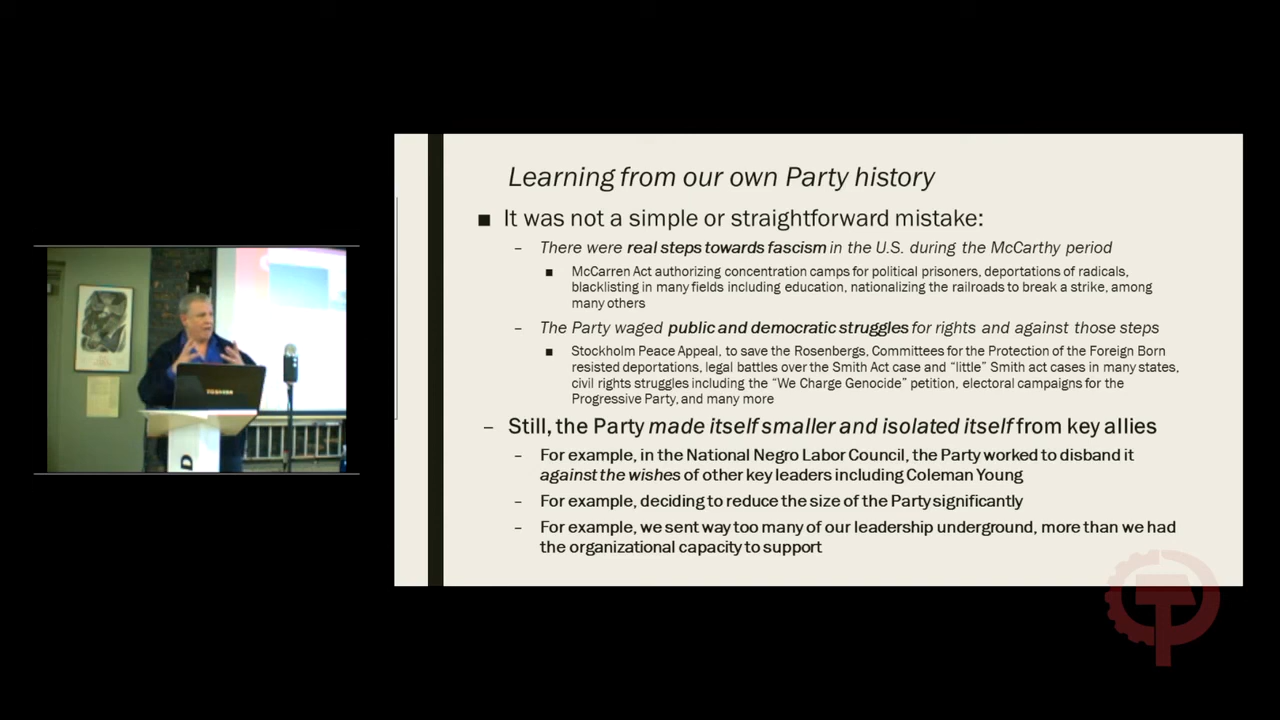 Learning from our own Party history
■ It was not a simple or straightforward mistake:
– There were real steps towards fascism in the U.S. during the McCarthy period
■ McCarren Act authorizing concentration camps for political prisoners, deportations of radicals,
blacklisting in many fields including education, nationalizing the railroads to break a strike, among
many others
– The Party waged public and democratic struggles for rights and against those steps
■ Stockholm Peace Appeal, to save the Rosenbergs, Committees for the Protection of the Foreign Born
resisted deportations, legal battles over the Smith Act case and “little” Smith act cases in many states,
civil rights struggles including the “We Charge Genocide” petition, electoral campaigns for the
Progressive Party, and many more
– Still, the Party made itself smaller and isolated itself from key allies
– For example, in the National Negro Labor Council, the Party worked to disband it
against the wishes of other key leaders including Coleman Young
– For example, deciding to reduce the size of the Party significantly
– For example, we sent way too many of our leadership underground, more than we had
the organizational capacity to support